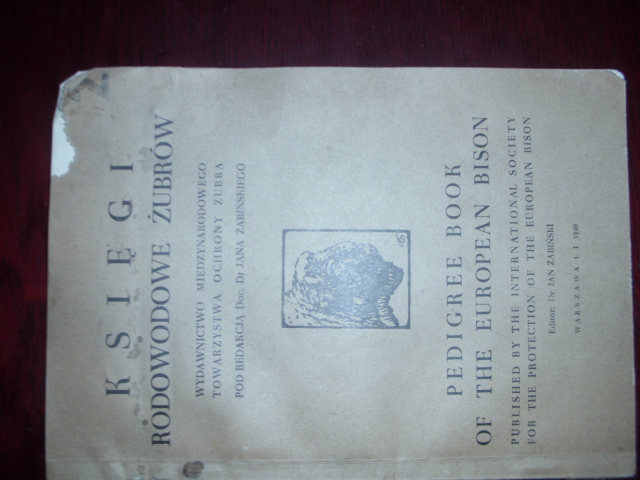 KSIĘGI
RODOWODOWE ŻUBRÓW
WYDAWNICTWO MIĘDZYNARODOWEGO
TOWARZYSTWA OCHRONY ŻUBRA
POD REDAKCJĄ Doc. Dr JANA ŻABIŃSKIEGO
PEDIGREE BOOK
OF THE EUROPEAN BISON
PUBLISHED BY THE INTERNATIONAL SOCIETY
FOR THE PROTECTION OF THE EUROPEAN BISON
Editor: Dr JAN ŻABIŃSKI
WARSZAWA 1. I 1949